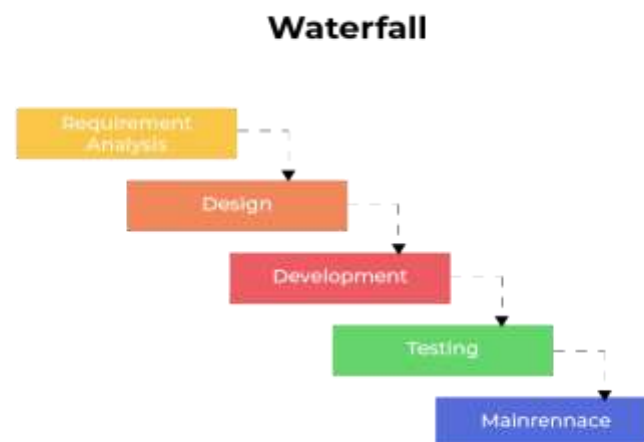 Waterfall
Requirement
Analysis
Design
Development
Testing
Mainrennace